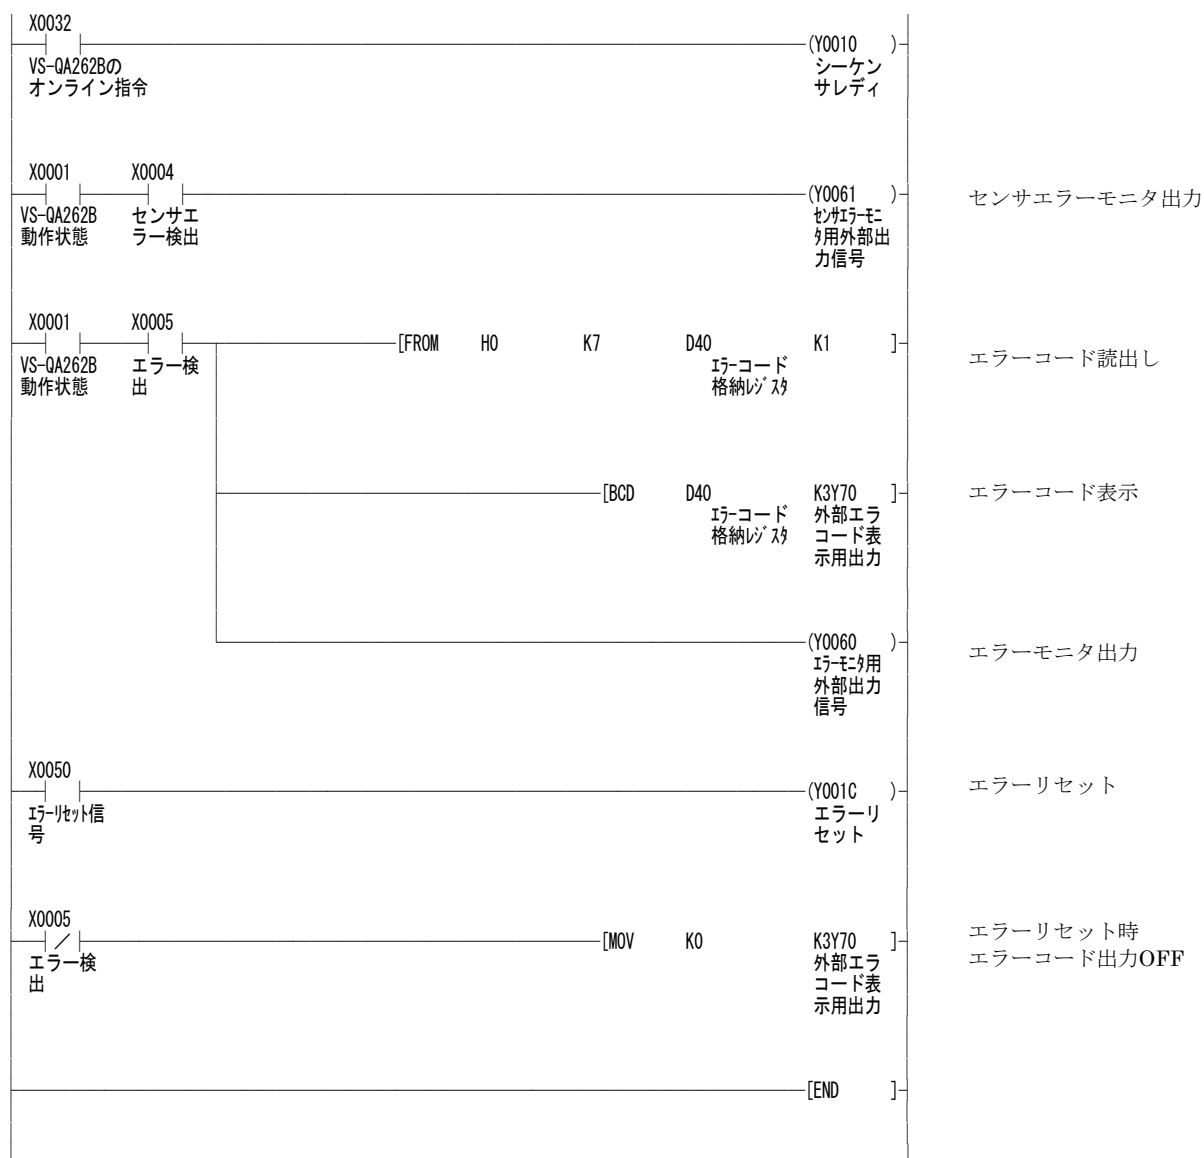 X0032
(Y0010 )
VS-QA262Bの
オンライン指令
シーケン
サレディ
X0001 X0004
(Y0061 )
センサエラーモニタ出力
VS-QA262B
動作状態
センサエ
ラー検出
ｾﾝｻｴﾗｰﾓﾆ
ﾀ用外部出
力信号
X0001 X0005
[FROM H0 K7 D40 K1 ]
エラーコード読出し
VS-QA262B
動作状態
エラー検
出
ｴﾗｰコード
格納ﾚｼﾞｽﾀ
[BCD D40 K3Y70 ]
エラーコード表示
ｴﾗｰコード
格納ﾚｼﾞｽﾀ
外部エラ
コード表
示用出力
(Y0060 )
エラーモニタ出力
ｴﾗｰﾓﾆﾀ用
外部出力
信号
X0050
(Y001C )
エラーリセット
ｴﾗｰﾘｾｯﾄ信
号
エラーリ
セット
X0005
[MOV K0 K3Y70 ]
エラーリセット時
エラーコード出力OFF
エラー検
出
外部エラ
コード表
示用出力
[END ]